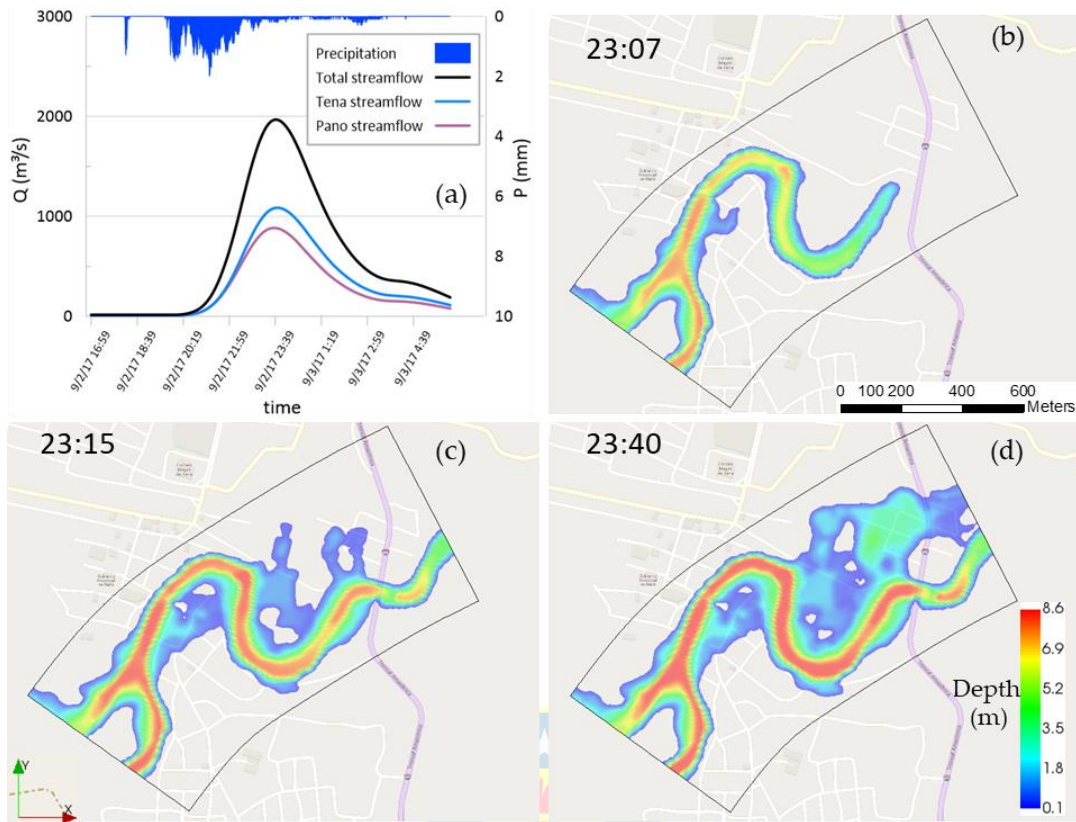 3000
2000
1000
0
Q (m³/s)
0
2
4
6
8
10
P (mm)
Precipitation
Total streamflow
Tena streamflow
Pano streamflow
(a)
9/2/17 16:59
9/2/17 18:39
9/2/17 20:19
9/2/17 21:59
9/2/17 23:39
9/3/17 1:19
9/3/17 2:59
9/3/17 4:39
time
23:07
(b)
0 100 200 400 600
Meters
23:15
(c)
Y
X
23:40
(d)
Depth
(m)
8.6
6.9
5.2
3.5
1.8
0.1